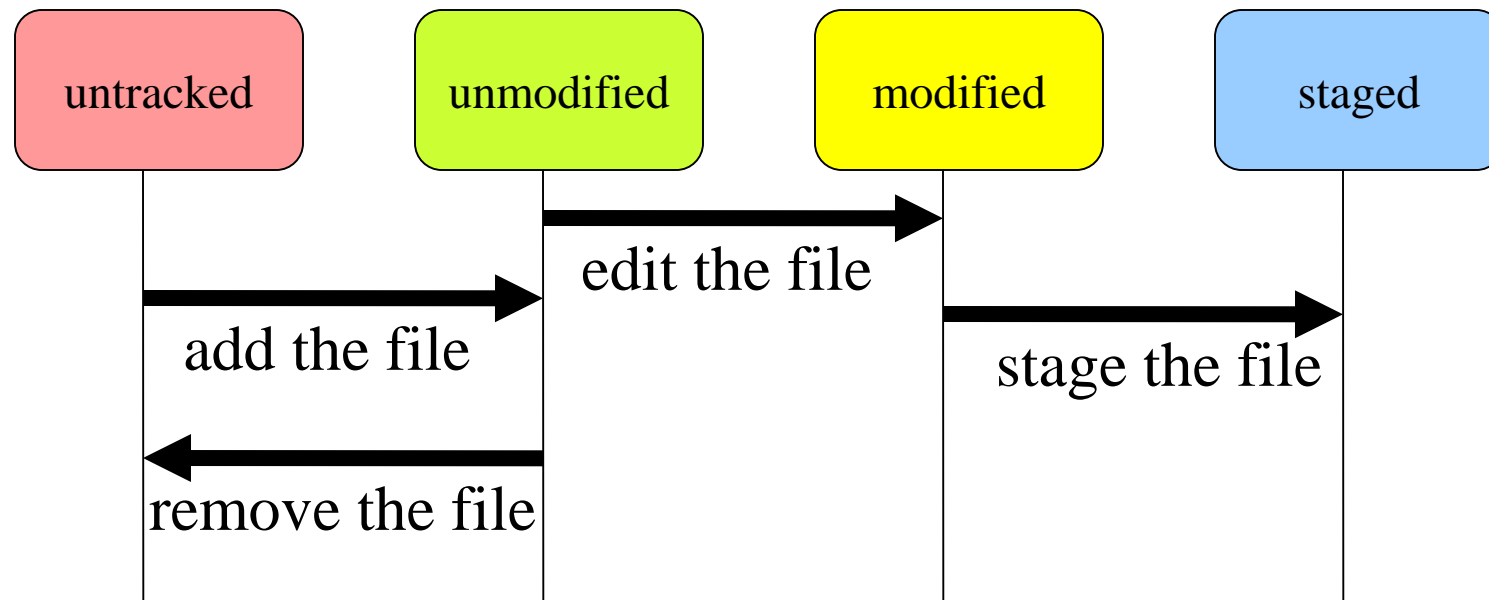 untracked
unmodified
modified
staged
edit the file
add the file
stage the file
remove the file